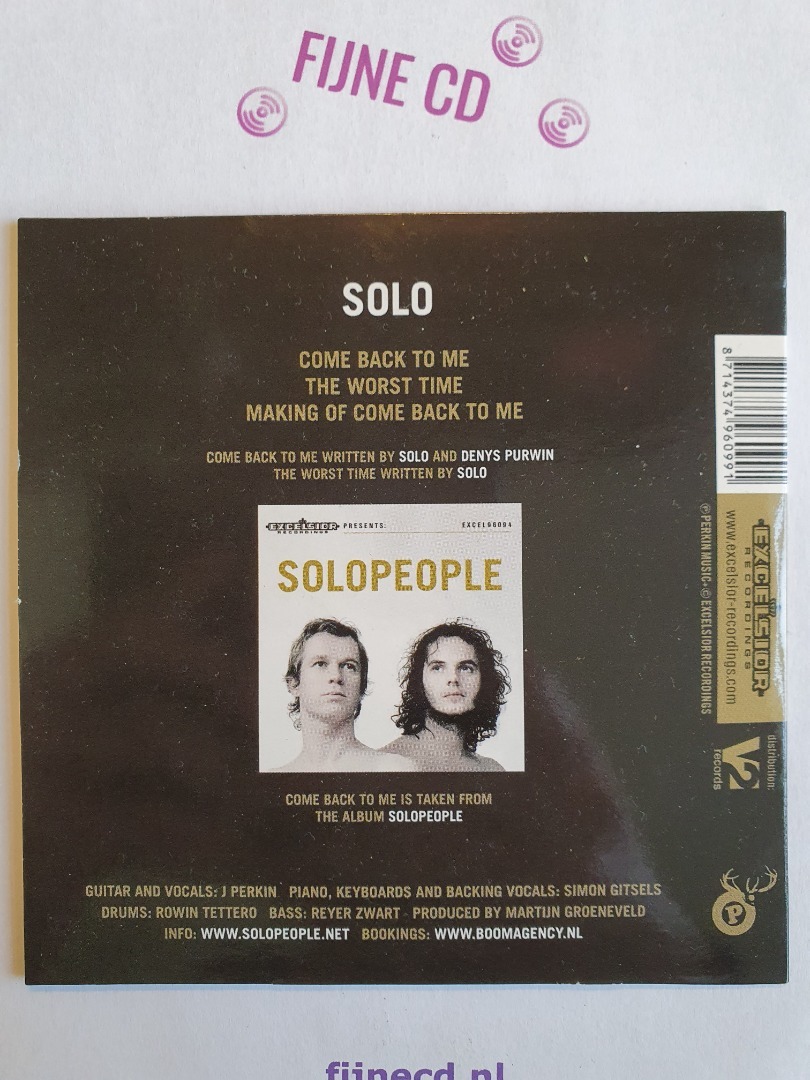 FIJNE CD
SOLO
COME BACK TO ME
THE WORST TIME
MAKING OF COME BACK TO ME
COME BACK TO ME WRITTEN BY SOLO AND DENYS PURWIN
THE WORST TIME WRITTEN BY SOLO
EXCELSIOR
RECORDINGS
PRESENTS:
EXCEL96094
SOLOPEOPLE
COME BACK TO ME IS TAKEN FROM
THE ALBUM SOLOPEOPLE
GUITAR AND VOCALS: J PERKIN PIANO, KEYBOARDS AND BACKING VOCALS: SIMON GITSELS
DRUMS: ROWIN TETTERO BASS: REYER ZWART PRODUCED BY MARTIJN GROENEVELD
INFO: WWW.SOLOPEOPLE.NET BOOKINGS: WWW.BOOMAGENCY.NL
8 714374 960991
EXCELSIOR
RECORDINGS
www.excelsior-recordings.com
℗ PERKIN MUSIC • © EXCELSIOR RECORDINGS
distribution:
V2
records
P
fijnecd.nl